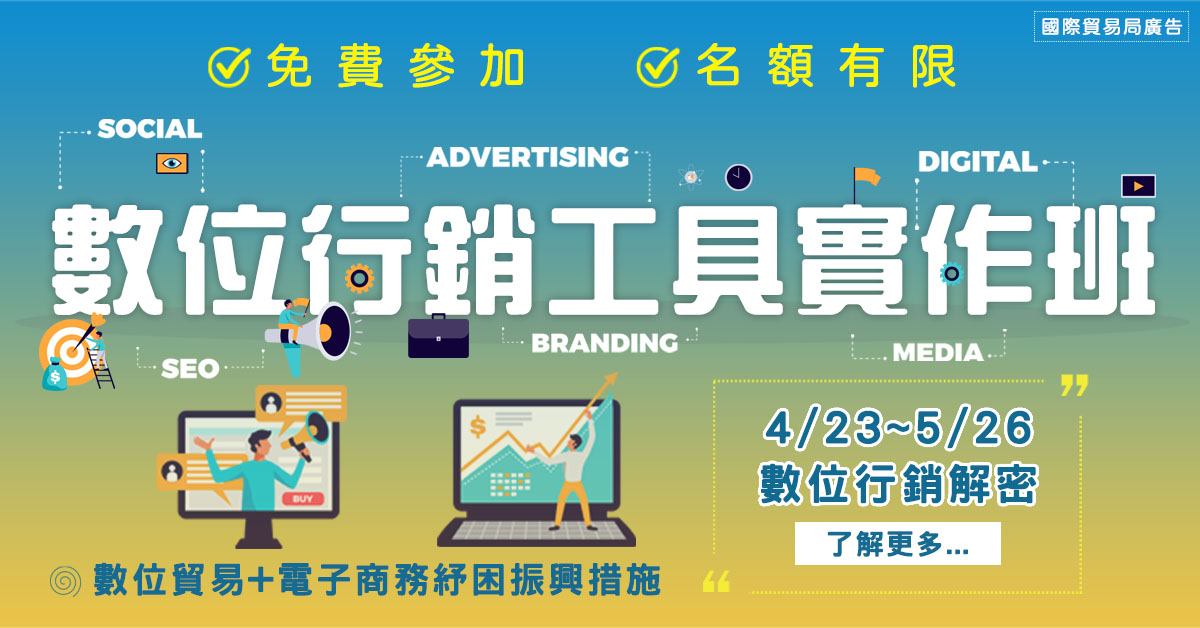 國際貿易局廣告
免費參加 名額有限
SOCIAL
ADVERTISING
DIGITAL
數位行銷工具實作班
SEO
BRANDING
MEDIA
BUY
4/23~5/26
數位行銷解密
了解更多...
數位貿易+電子商務紓困振興措施